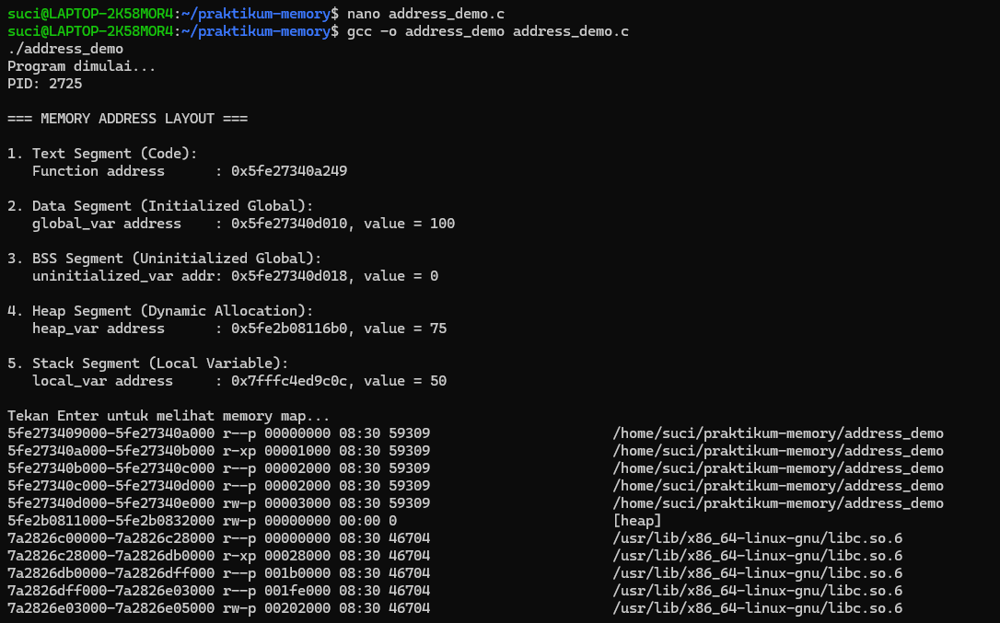 suci@LAPTOP-2K58MOR4:~/praktikum-memory$ nano address_demo.c
suci@LAPTOP-2K58MOR4:~/praktikum-memory$ gcc -o address_demo address_demo.c
./address_demo
Program dimulai...
PID: 2725

=== MEMORY ADDRESS LAYOUT ===

1. Text Segment (Code):
   Function address      : 0x5fe27340a249

2. Data Segment (Initialized Global):
   global_var address    : 0x5fe27340d010, value = 100

3. BSS Segment (Uninitialized Global):
   uninitialized_var addr: 0x5fe27340d018, value = 0

4. Heap Segment (Dynamic Allocation):
   heap_var address      : 0x5fe2b08116b0, value = 75

5. Stack Segment (Local Variable):
   local_var address     : 0x7fffc4ed9c0c, value = 50

Tekan Enter untuk melihat memory map...
5fe273409000-5fe27340a000 r--p 00000000 08:30 59309                      /home/suci/praktikum-memory/address_demo
5fe27340a000-5fe27340b000 r-xp 00001000 08:30 59309                      /home/suci/praktikum-memory/address_demo
5fe27340b000-5fe27340c000 r--p 00002000 08:30 59309                      /home/suci/praktikum-memory/address_demo
5fe27340c000-5fe27340d000 r--p 00002000 08:30 59309                      /home/suci/praktikum-memory/address_demo
5fe27340d000-5fe27340e000 rw-p 00003000 08:30 59309                      /home/suci/praktikum-memory/address_demo
5fe2b0811000-5fe2b0832000 rw-p 00000000 00:00 0                          [heap]
7a2826c00000-7a2826c28000 r--p 00000000 08:30 46704                      /usr/lib/x86_64-linux-gnu/libc.so.6
7a2826c28000-7a2826db0000 r-xp 00028000 08:30 46704                      /usr/lib/x86_64-linux-gnu/libc.so.6
7a2826db0000-7a2826dff000 r--p 001b0000 08:30 46704                      /usr/lib/x86_64-linux-gnu/libc.so.6
7a2826dff000-7a2826e03000 r--p 001fe000 08:30 46704                      /usr/lib/x86_64-linux-gnu/libc.so.6
7a2826e03000-7a2826e05000 rw-p 00202000 08:30 46704                      /usr/lib/x86_64-linux-gnu/libc.so.6